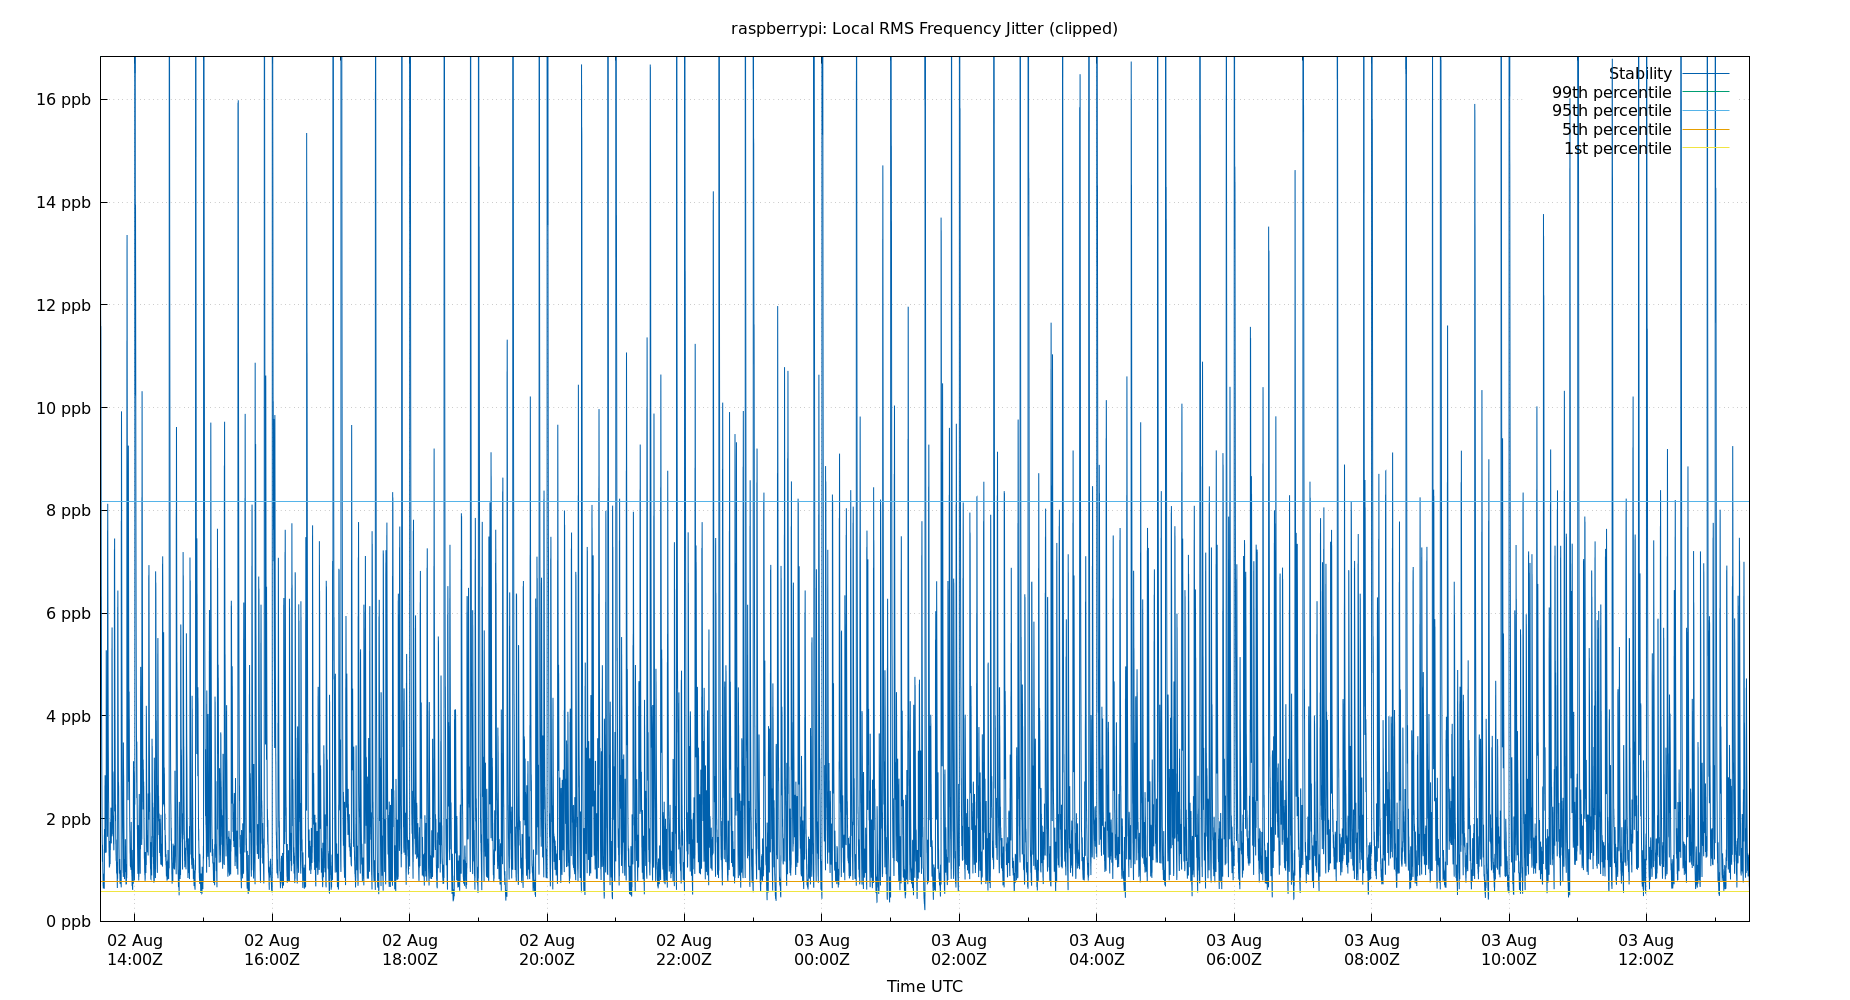 raspberrypi: Local RMS Frequency Jitter (clipped)
Stability
99th percentile
95th percentile
5th percentile
1st percentile
16 ppb
14 ppb
12 ppb
10 ppb
8 ppb
6 ppb
4 ppb
2 ppb
0 ppb
02 Aug 02 Aug 02 Aug 02 Aug 02 Aug 03 Aug 03 Aug 03 Aug 03 Aug 03 Aug 03 Aug 03 Aug
14:00Z 16:00Z 18:00Z 20:00Z 22:00Z 00:00Z 02:00Z 04:00Z 06:00Z 08:00Z 10:00Z 12:00Z
Time UTC